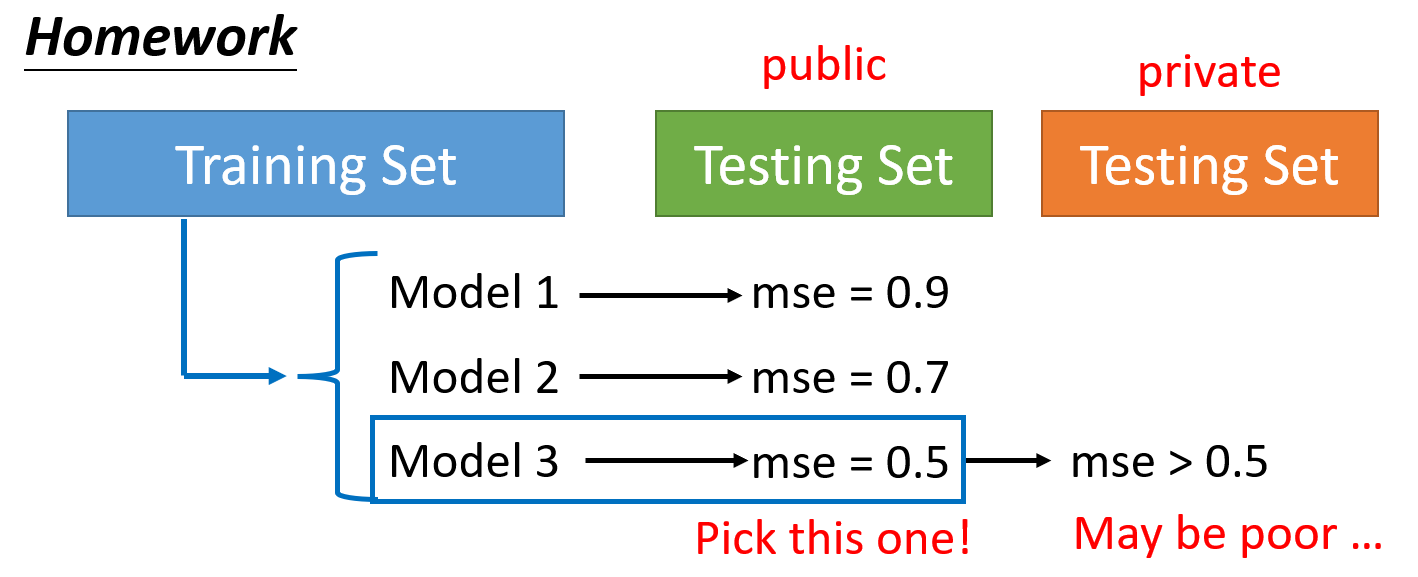 Homework
public
private
Training Set
Testing Set
Testing Set
Model 1
mse = 0.9
Model 2
mse = 0.7
Model 3
mse = 0.5
mse > 0.5
Pick this one!
May be poor ...